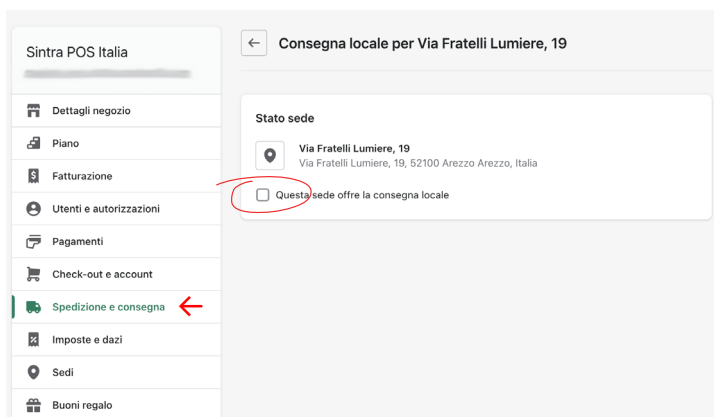 Sintra POS Italia
Dettagli negozio
Piano
Fatturazione
Utenti e autorizzazioni
Pagamenti
Check-out e account
Spedizione e consegna
Imposte e dazi
Sedi
Buoni regalo
Consegna locale per Via Fratelli Lumiere, 19
Stato sede
Via Fratelli Lumiere, 19
Via Fratelli Lumiere, 19, 52100 Arezzo Arezzo, Italia
Questa sede offre la consegna locale